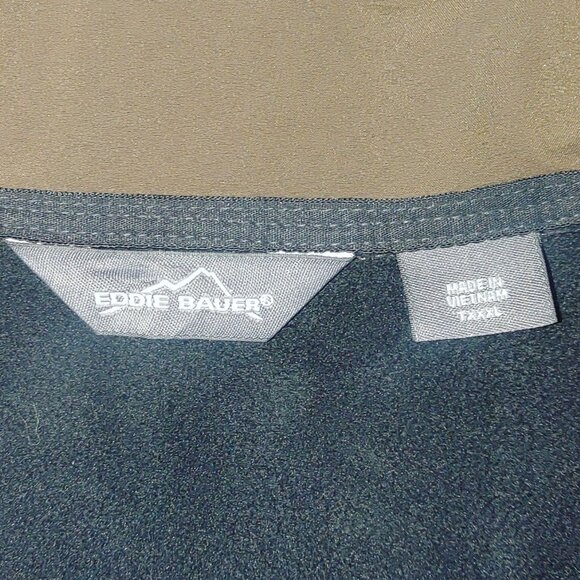 EDDIE BAUER®
MADE IN
VIETNAM
TXXXL